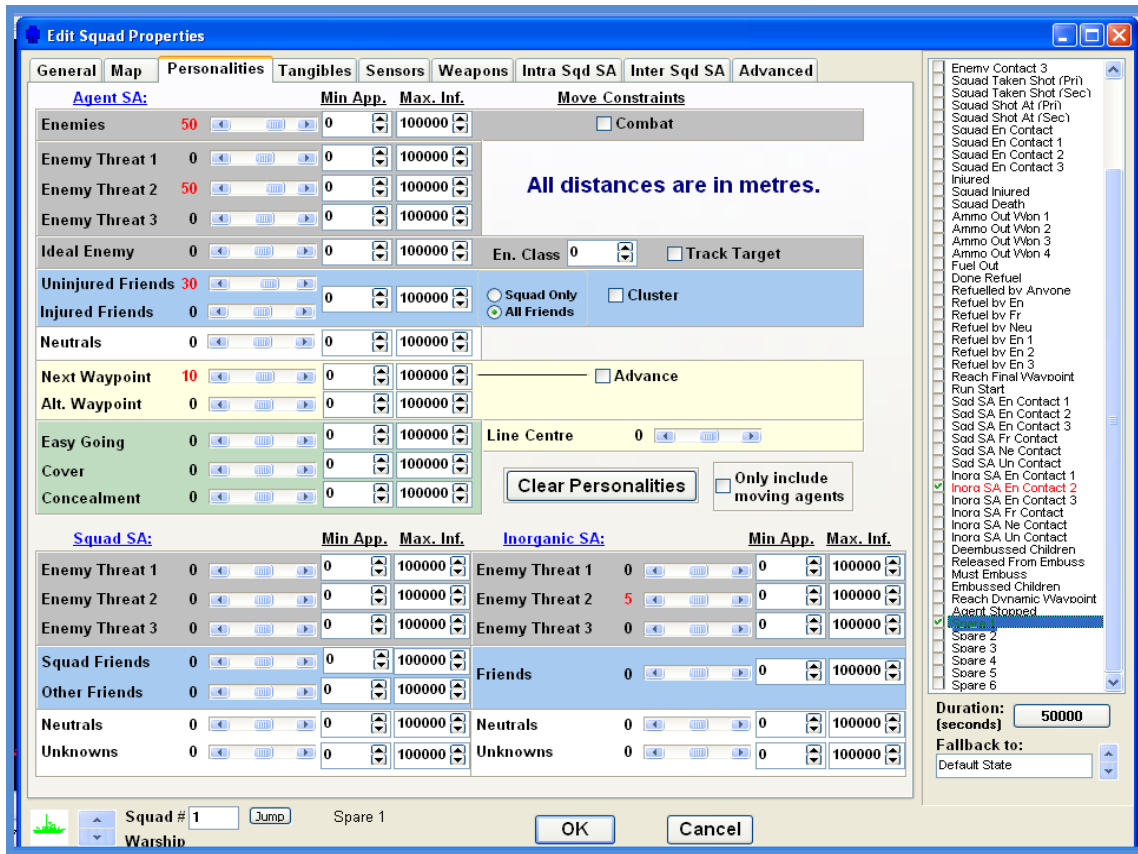 Edit Squad Properties
General Map Personalities Tangibles Sensors Weapons Intra Sqd SA Inter Sqd SA Advanced
Agent SA: Min App. Max. Inf. Move Constraints
Enemies 50 0 100000 Combat
Enemy Threat 1 0 0 100000
Enemy Threat 2 50 0 100000 All distances are in metres.
Enemy Threat 3 0 0 100000
Ideal Enemy 0 0 100000 En. Class 0 Track Target
Uninjured Friends 30 0 100000 Squad Only Cluster
Injured Friends 0 All Friends
Neutrals 0 0 100000
Next Waypoint 10 0 100000 Advance
Alt. Waypoint 0 0 100000
Easy Going 0 0 100000 Line Centre 0
Cover 0 0 100000
Concealment 0 0 100000 Clear Personalities Only include moving agents
Squad SA: Min App. Max. Inf. Inorganic SA: Min App. Max. Inf.
Enemy Threat 1 0 0 100000 Enemy Threat 1 0 0 100000
Enemy Threat 2 0 0 100000 Enemy Threat 2 5 0 100000
Enemy Threat 3 0 0 100000 Enemy Threat 3 0 0 100000
Squad Friends 0 0 100000 Friends 0 0 100000
Other Friends 0 0 100000
Neutrals 0 0 100000 Neutrals 0 0 100000
Unknowns 0 0 100000 Unknowns 0 0 100000
Enemy Contact 3
Squad Taken Shot (Pri)
Squad Taken Shot (Sec)
Squad Shot At (Pri)
Squad Shot At (Sec)
Squad En Contact
Squad En Contact 1
Squad En Contact 2
Squad En Contact 3
Injured
Squad Injured
Squad Death
Ammo Out Wpn 1
Ammo Out Wpn 2
Ammo Out Wpn 3
Ammo Out Wpn 4
Fuel Out
Done Refuel
Refuelled by Anyone
Refuel by En
Refuel by Fr
Refuel by Neu
Refuel by En 1
Refuel by En 2
Refuel by En 3
Reach Final Waypoint
Run Start
Sqd SA En Contact 1
Sqd SA En Contact 2
Sqd SA En Contact 3
Sqd SA Fr Contact
Sqd SA Ne Contact
Sqd SA Un Contact
Inorg SA En Contact 1
Inorg SA En Contact 2
Inorg SA En Contact 3
Inorg SA Fr Contact
Inorg SA Ne Contact
Inorg SA Un Contact
Deembussed Children
Released From Embuss
Must Embuss
Embussed Children
Reach Dynamic Waypoint
Agent Stopped
Spare 1
Spare 2
Spare 3
Spare 4
Spare 5
Spare 6
Duration:
(seconds) 50000
Fallback to:
Default State
Squad # 1 Jump Spare 1 OK Cancel
Warship